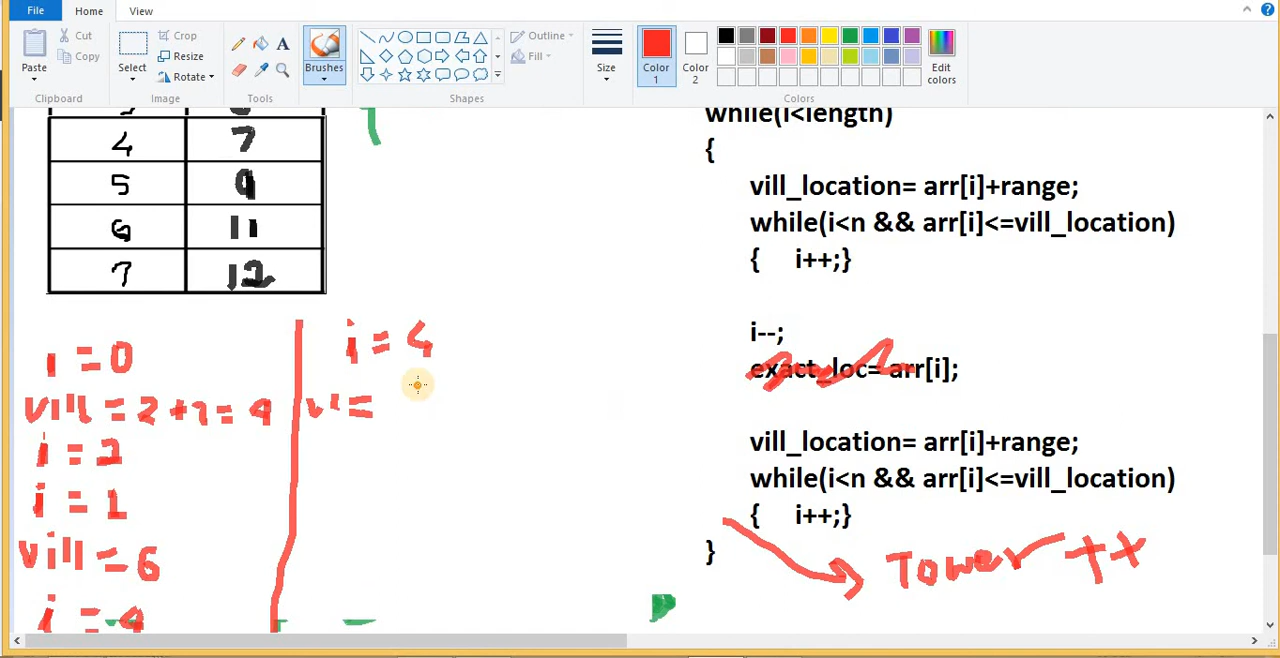 File Home View
Cut
Copy
Paste
Clipboard
Select
Crop
Resize
Rotate
Image
A
Tools
Brushes
Outline
Fill
Shapes
Size
Color 1
Color 2
Edit colors
Colors
4 7
5 9
6 11
7 12
i = 0
vill = 2 + 2 = 4
i = 2
i = 1
vill = 6
i = 4
i = 4
vi =
while(i<length)
{
vill_location= arr[i]+range;
while(i<n && arr[i]<=vill_location)
{ i++;}
i--;
exact_loc= arr[i];
vill_location= arr[i]+range;
while(i<n && arr[i]<=vill_location)
{ i++;}
}
Tower ++